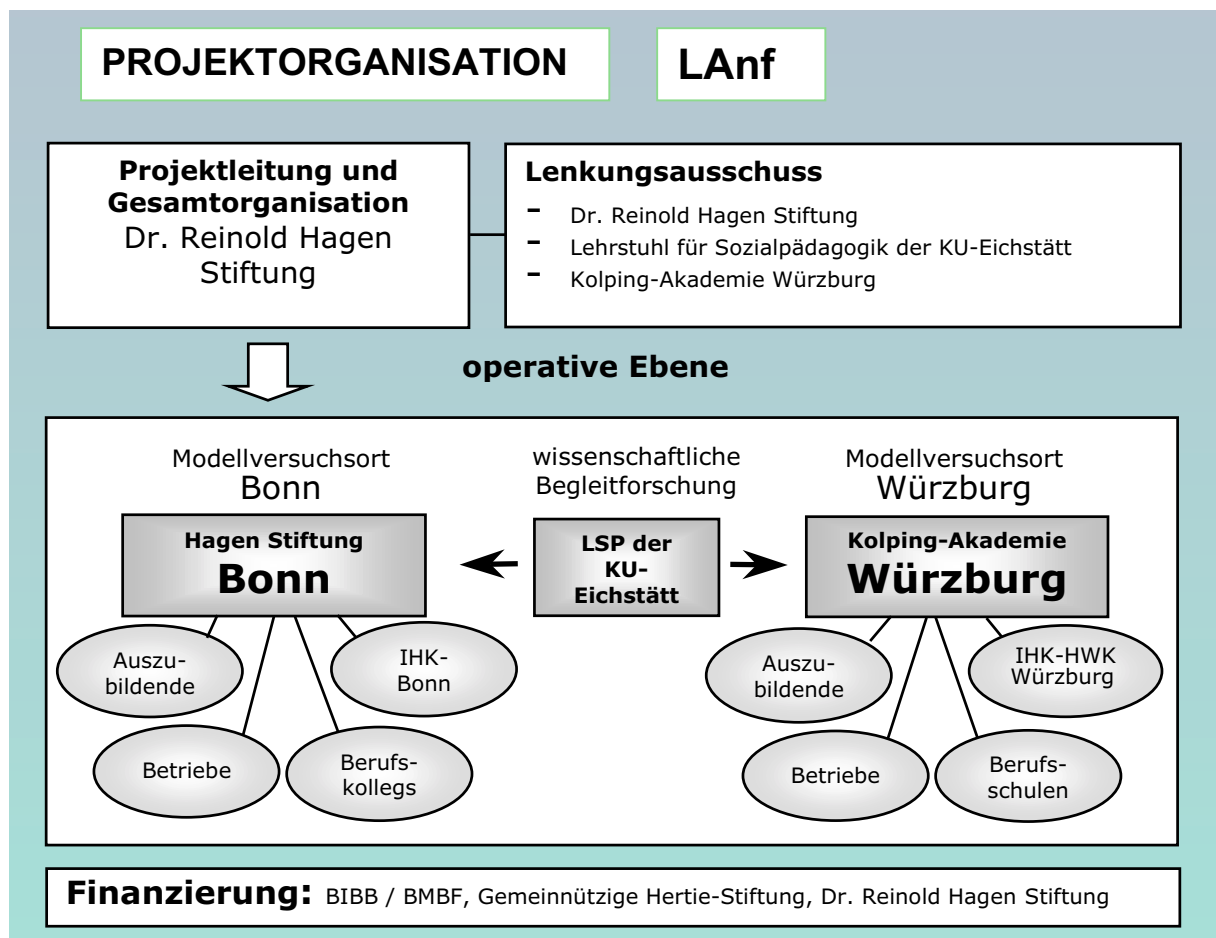 PROJEKTORGANISATION
LAnf
Projektleitung und
Gesamtorganisation
Dr. Reinold Hagen
Stiftung
Lenkungsausschuss
- Dr. Reinold Hagen Stiftung
- Lehrstuhl für Sozialpädagogik der KU-Eichstätt
- Kolping-Akademie Würzburg
operative Ebene
Modellversuchsort
Bonn
Hagen Stiftung
Bonn
Auszu-
bildende
IHK-
Bonn
Betriebe
Berufs-
kollegs
wissenschaftliche
Begleitforschung
LSP der
KU-
Eichstätt
Modellversuchsort
Würzburg
Kolping-Akademie
Würzburg
Auszu-
bildende
IHK-HWK
Würzburg
Betriebe
Berufs-
schulen
Finanzierung: BIBB / BMBF, Gemeinnützige Hertie-Stiftung, Dr. Reinold Hagen Stiftung